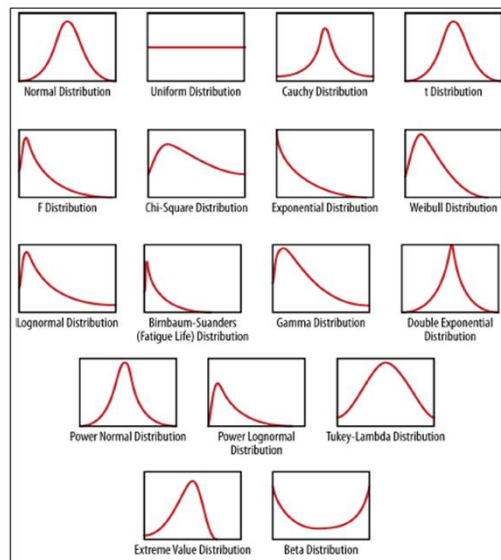 Normal Distribution
Uniform Distribution
Cauchy Distribution
t Distribution
F Distribution
Chi-Square Distribution
Exponential Distribution
Weibull Distribution
Lognormal Distribution
Birnbaum-Suanders
(Fatigue Life) Distribution
Gamma Distribution
Double Exponential
Distribution
Power Normal Distribution
Power Lognormal
Distribution
Tukey-Lambda Distribution
Extreme Value Distribution
Beta Distribution